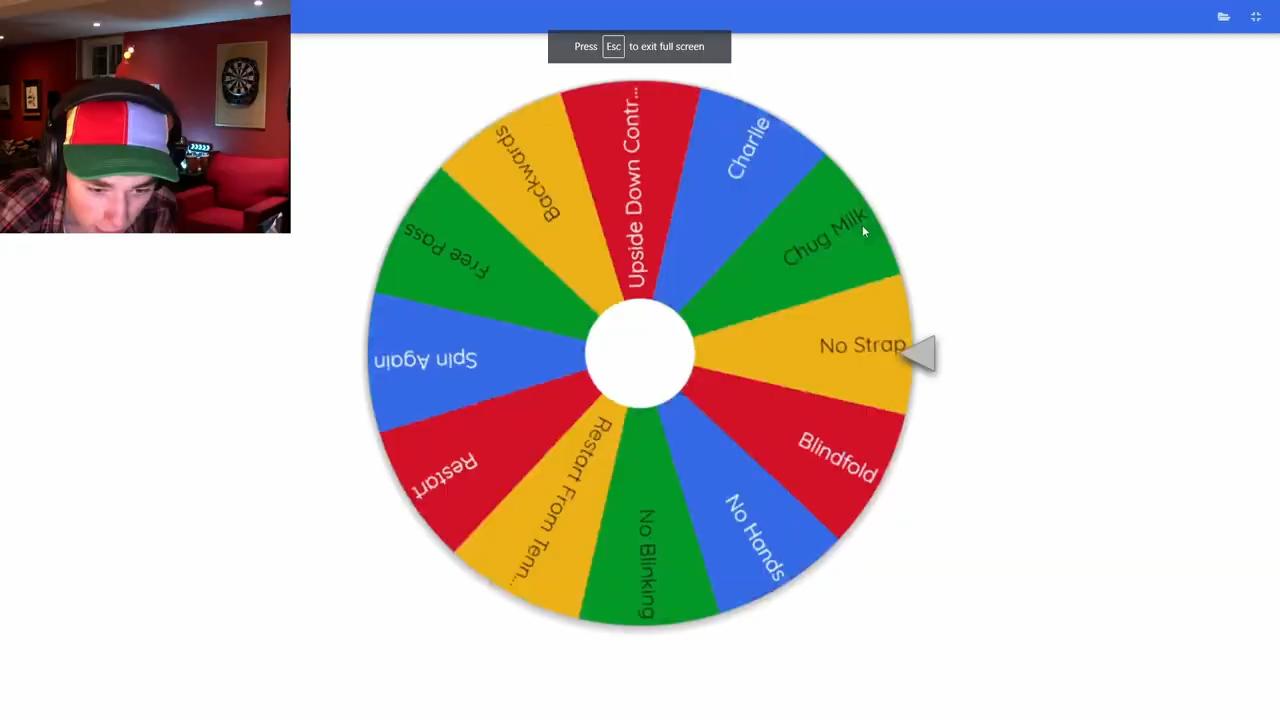 Press Esc to exit full screen
Upside Down Contr...
Charlie
Chug Milk
No Strap
Blindfold
No Hands
No Blinking
Restart From Tenn...
Restart
Spin Again
Free Pass
Backwards